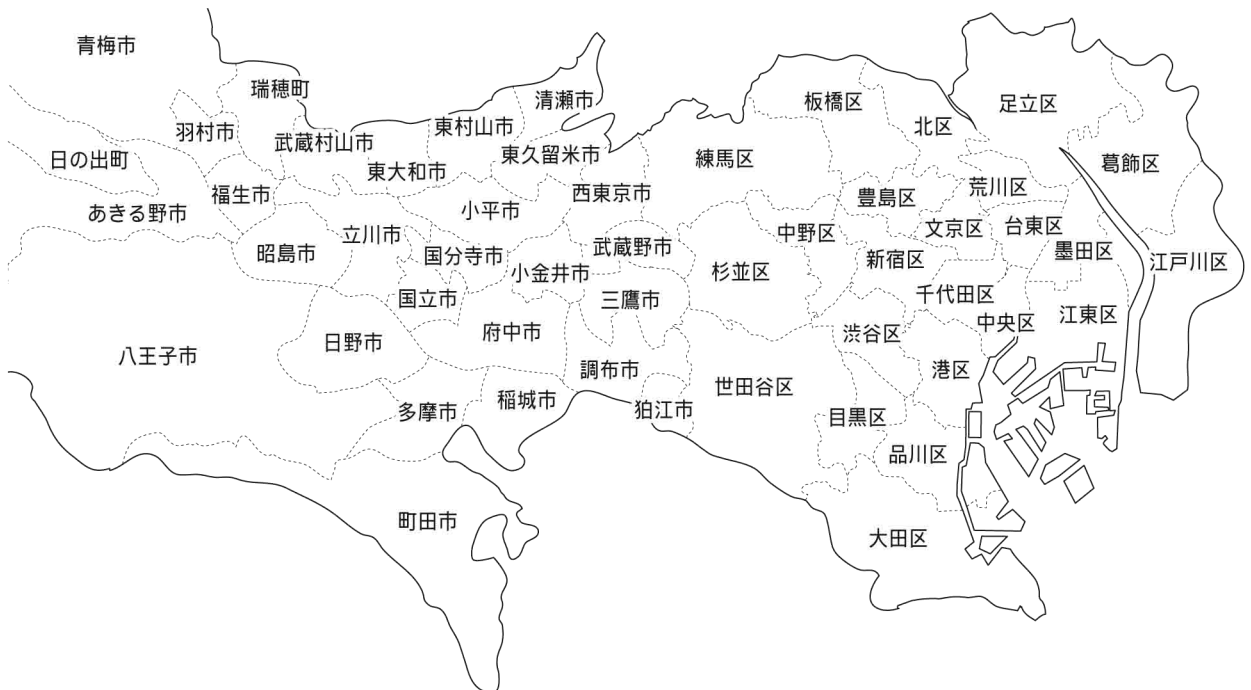 青梅市
瑞穂町
羽村市
武蔵村山市
日の出町
福生市
あきる野市
東大和市
東村山市
清瀬市
東久留米市
西東京市
小平市
昭島市
立川市
国分寺市
小金井市
武蔵野市
三鷹市
国立市
府中市
日野市
八王子市
調布市
狛江市
稲城市
多摩市
町田市
練馬区
板橋区
北区
足立区
葛飾区
荒川区
豊島区
文京区
台東区
墨田区
江戸川区
中野区
杉並区
新宿区
千代田区
中央区
江東区
渋谷区
港区
世田谷区
目黒区
品川区
大田区